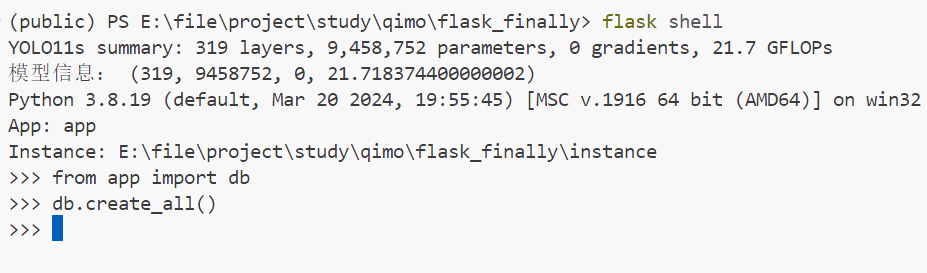 (public) PS E:\file\project\study\qimo\flask_finally> flask shell
YOLO11s summary: 319 layers, 9,458,752 parameters, 0 gradients, 21.7 GFLOPs
模型信息： (319, 9458752, 0, 21.718374400000002)
Python 3.8.19 (default, Mar 20 2024, 19:55:45) [MSC v.1916 64 bit (AMD64)] on win32
App: app
Instance: E:\file\project\study\qimo\flask_finally\instance
>>> from app import db
>>> db.create_all()
>>>